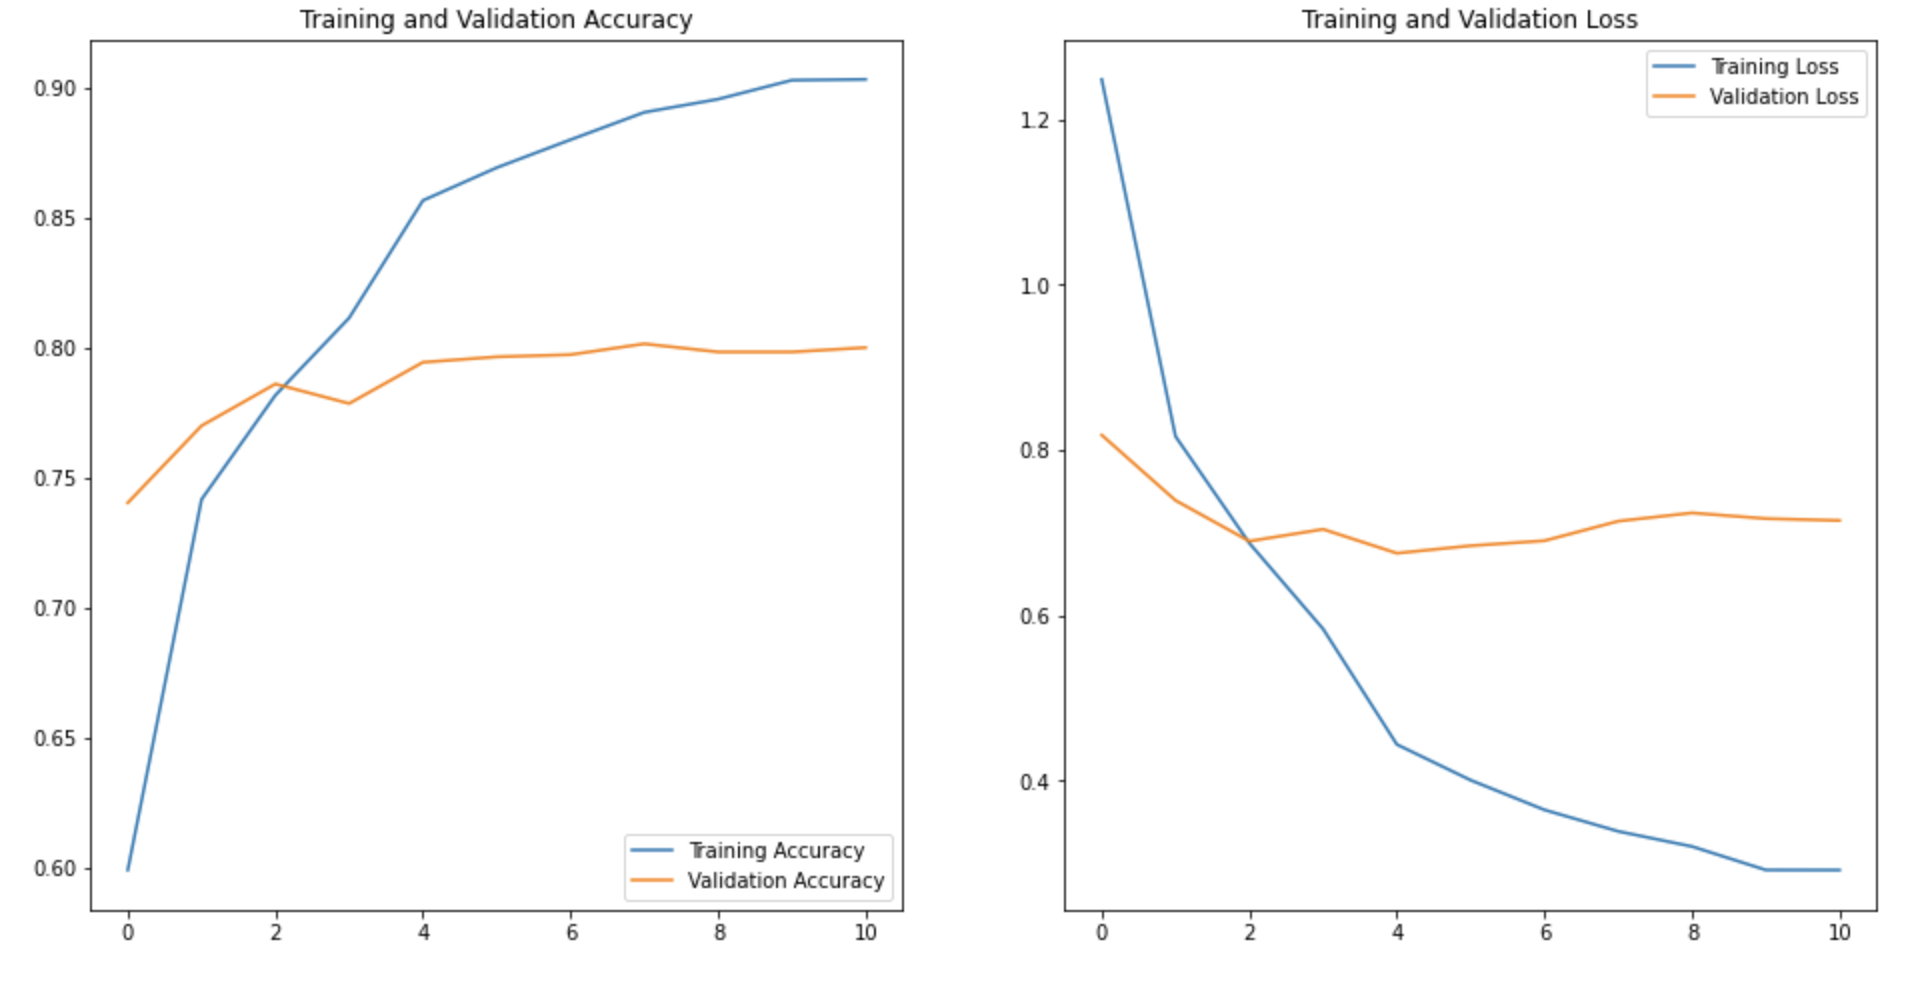 Training and Validation Accuracy
0.90
0.85
0.80
0.75
0.70
0.65
0.60
Training Accuracy
Validation Accuracy
0 2 4 6 8 10
Training and Validation Loss
Training Loss
Validation Loss
1.2
1.0
0.8
0.6
0.4
0 2 4 6 8 10